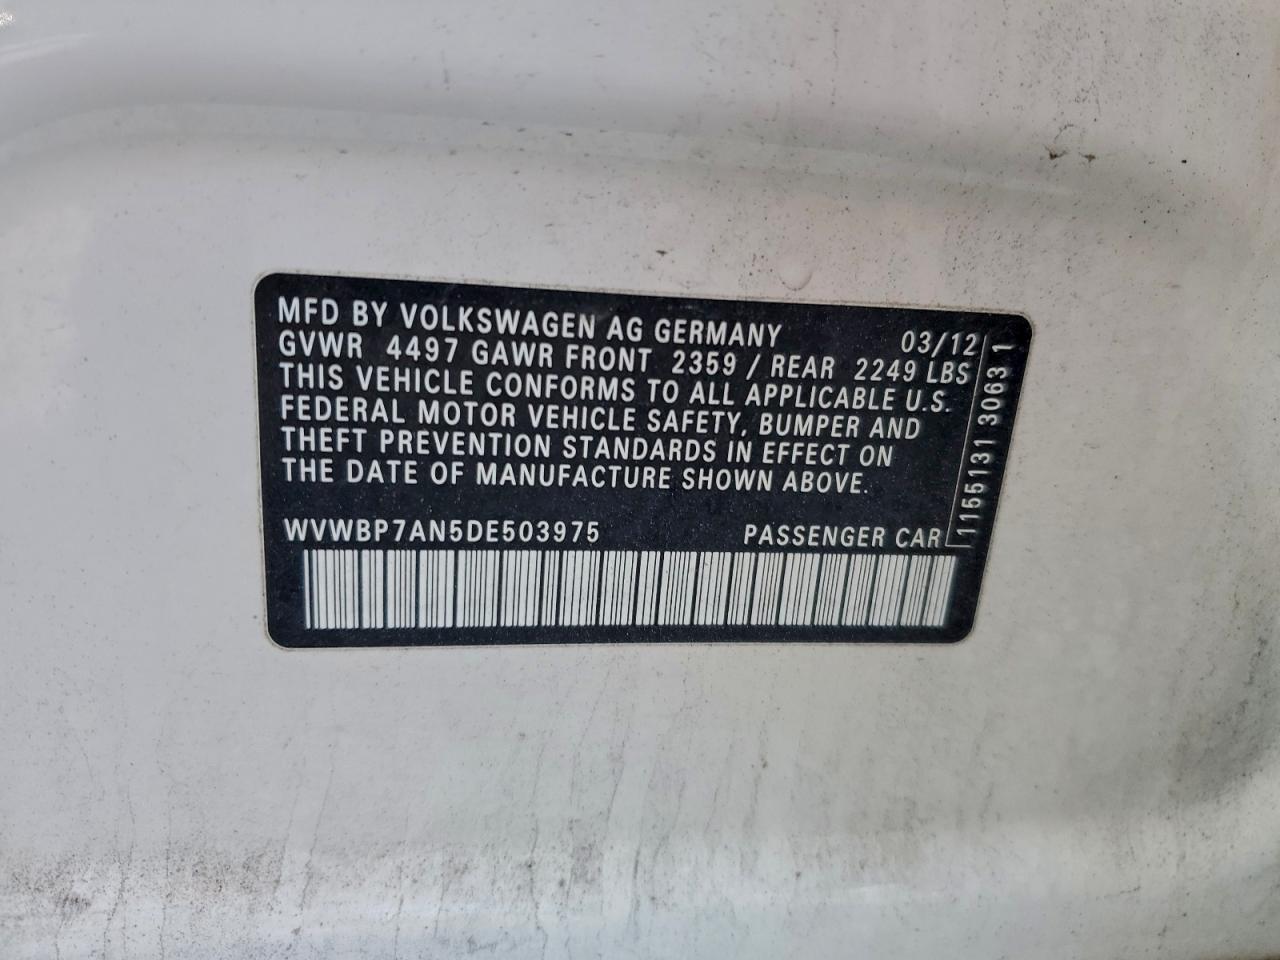 MFD BY VOLKSWAGEN AG GERMANY 03/12
GVWR 4497 GAWR FRONT 2359 / REAR 2249 LBS
THIS VEHICLE CONFORMS TO ALL APPLICABLE U.S.
FEDERAL MOTOR VEHICLE SAFETY, BUMPER AND
THEFT PREVENTION STANDARDS IN EFFECT ON
THE DATE OF MANUFACTURE SHOWN ABOVE.
WVWBP7AN5DE503975 PASSENGER CAR
1155131 3063 1